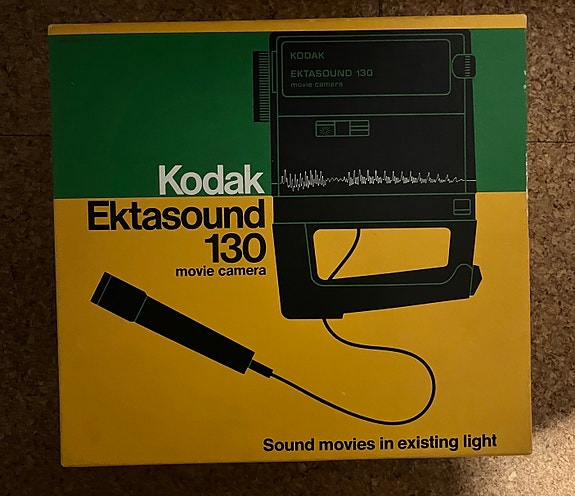 KODAK
EKTASOUND 130
movie camera
Kodak
Ektasound
130
movie camera
Sound movies in existing light